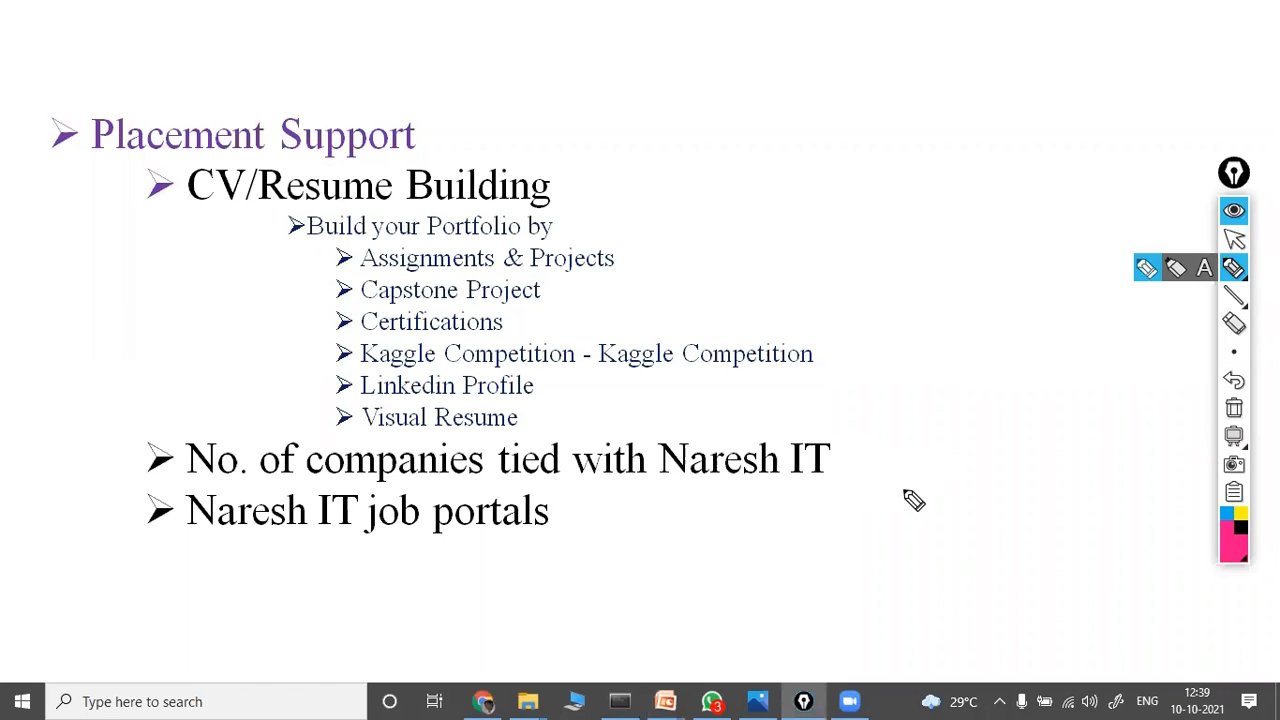 Placement Support
CV/Resume Building
Build your Portfolio by
Assignments & Projects
Capstone Project
Certifications
Kaggle Competition - Kaggle Competition
Linkedin Profile
Visual Resume
No. of companies tied with Naresh IT
Naresh IT job portals
A
Type here to search
3
29°C
ENG
12:39
10-10-2021